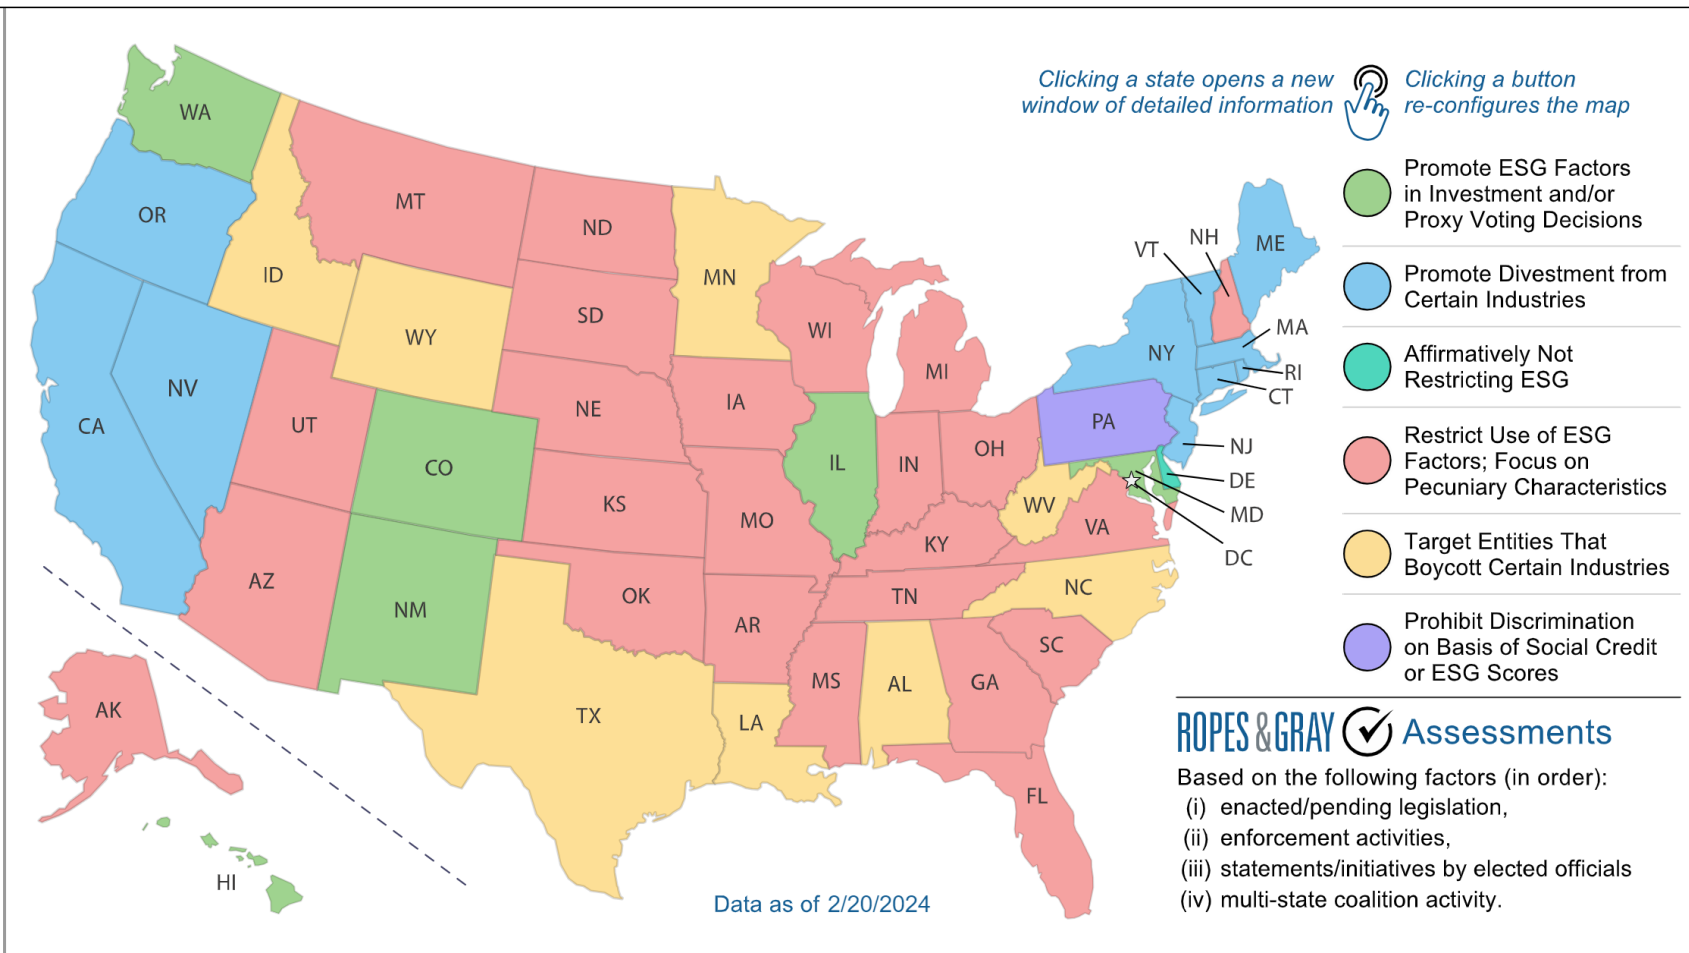 Clicking a state opens a new
window of detailed information
Clicking a button
re-configures the map
WA
OR
CA
NV
ID
MT
WY
UT
AZ
CO
NM
ND
SD
NE
KS
OK
TX
MN
IA
MO
AR
LA
WI
IL
MI
IN
OH
KY
TN
MS
AL
GA
FL
SC
NC
VA
WV
PA
NY
VT
NH
ME
MA
RI
CT
NJ
DE
MD
DC
AK
HI
Promote ESG Factors
in Investment and/or
Proxy Voting Decisions
Promote Divestment from
Certain Industries
Affirmatively Not
Restricting ESG
Restrict Use of ESG
Factors; Focus on
Pecuniary Characteristics
Target Entities That
Boycott Certain Industries
Prohibit Discrimination
on Basis of Social Credit
or ESG Scores
ROPES & GRAY Assessments
Based on the following factors (in order):
(i) enacted/pending legislation,
(ii) enforcement activities,
(iii) statements/initiatives by elected officials
(iv) multi-state coalition activity.
Data as of 2/20/2024